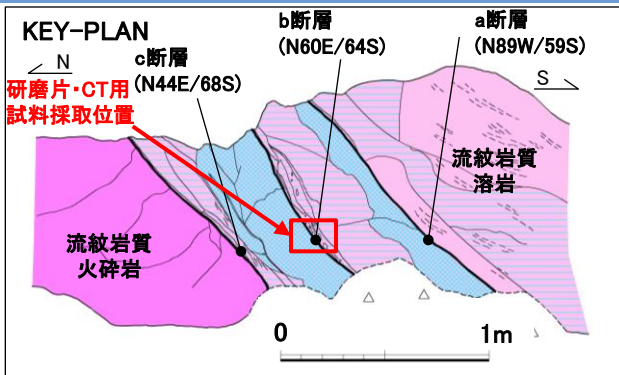 KEY-PLAN
N
S
c断層
(N44E/68S)
b断層
(N60E/64S)
a断層
(N89W/59S)
研磨片・CT用
試料採取位置
流紋岩質
溶岩
流紋岩質
火砕岩
0
1m